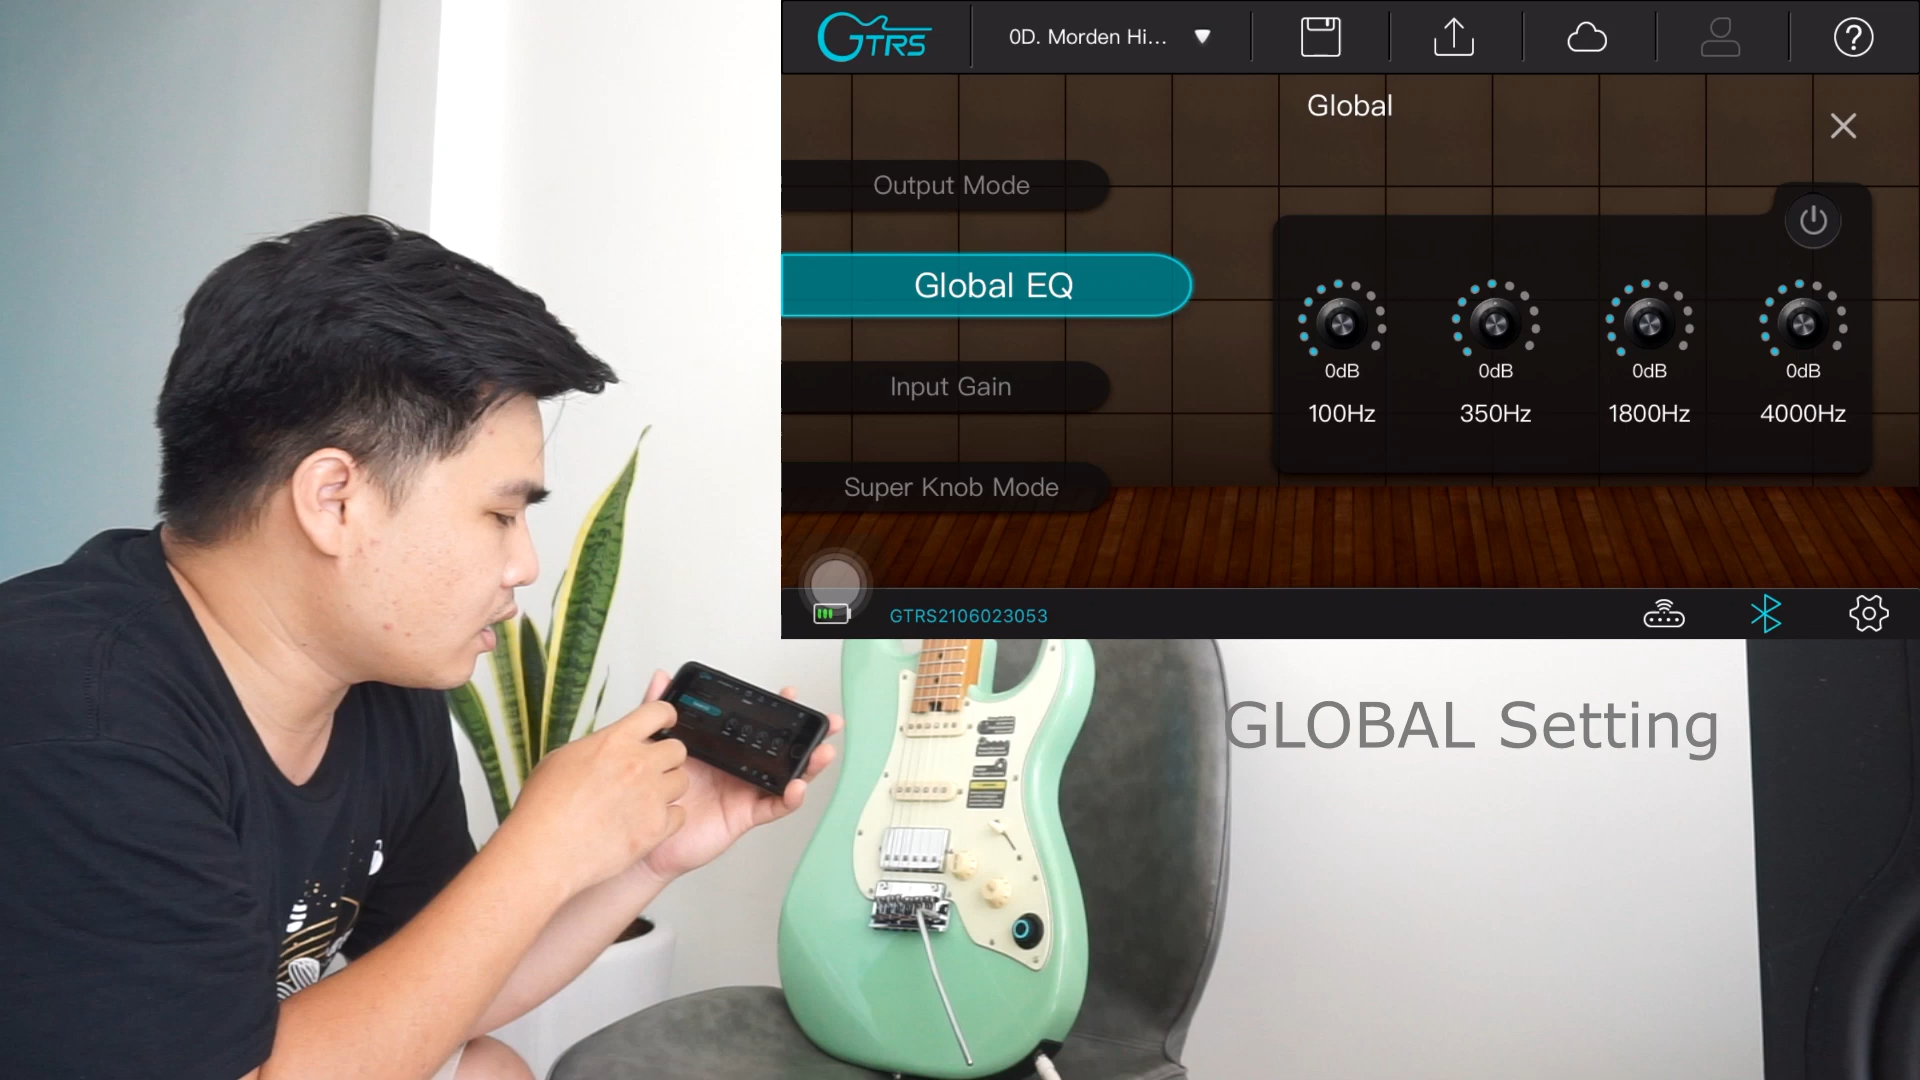 GTRS
0D. Morden Hi...
?
Global
Output Mode
Global EQ
Input Gain
Super Knob Mode
0dB
0dB
0dB
0dB
100Hz
350Hz
1800Hz
4000Hz
GTRS2106023053
GLOBAL Setting